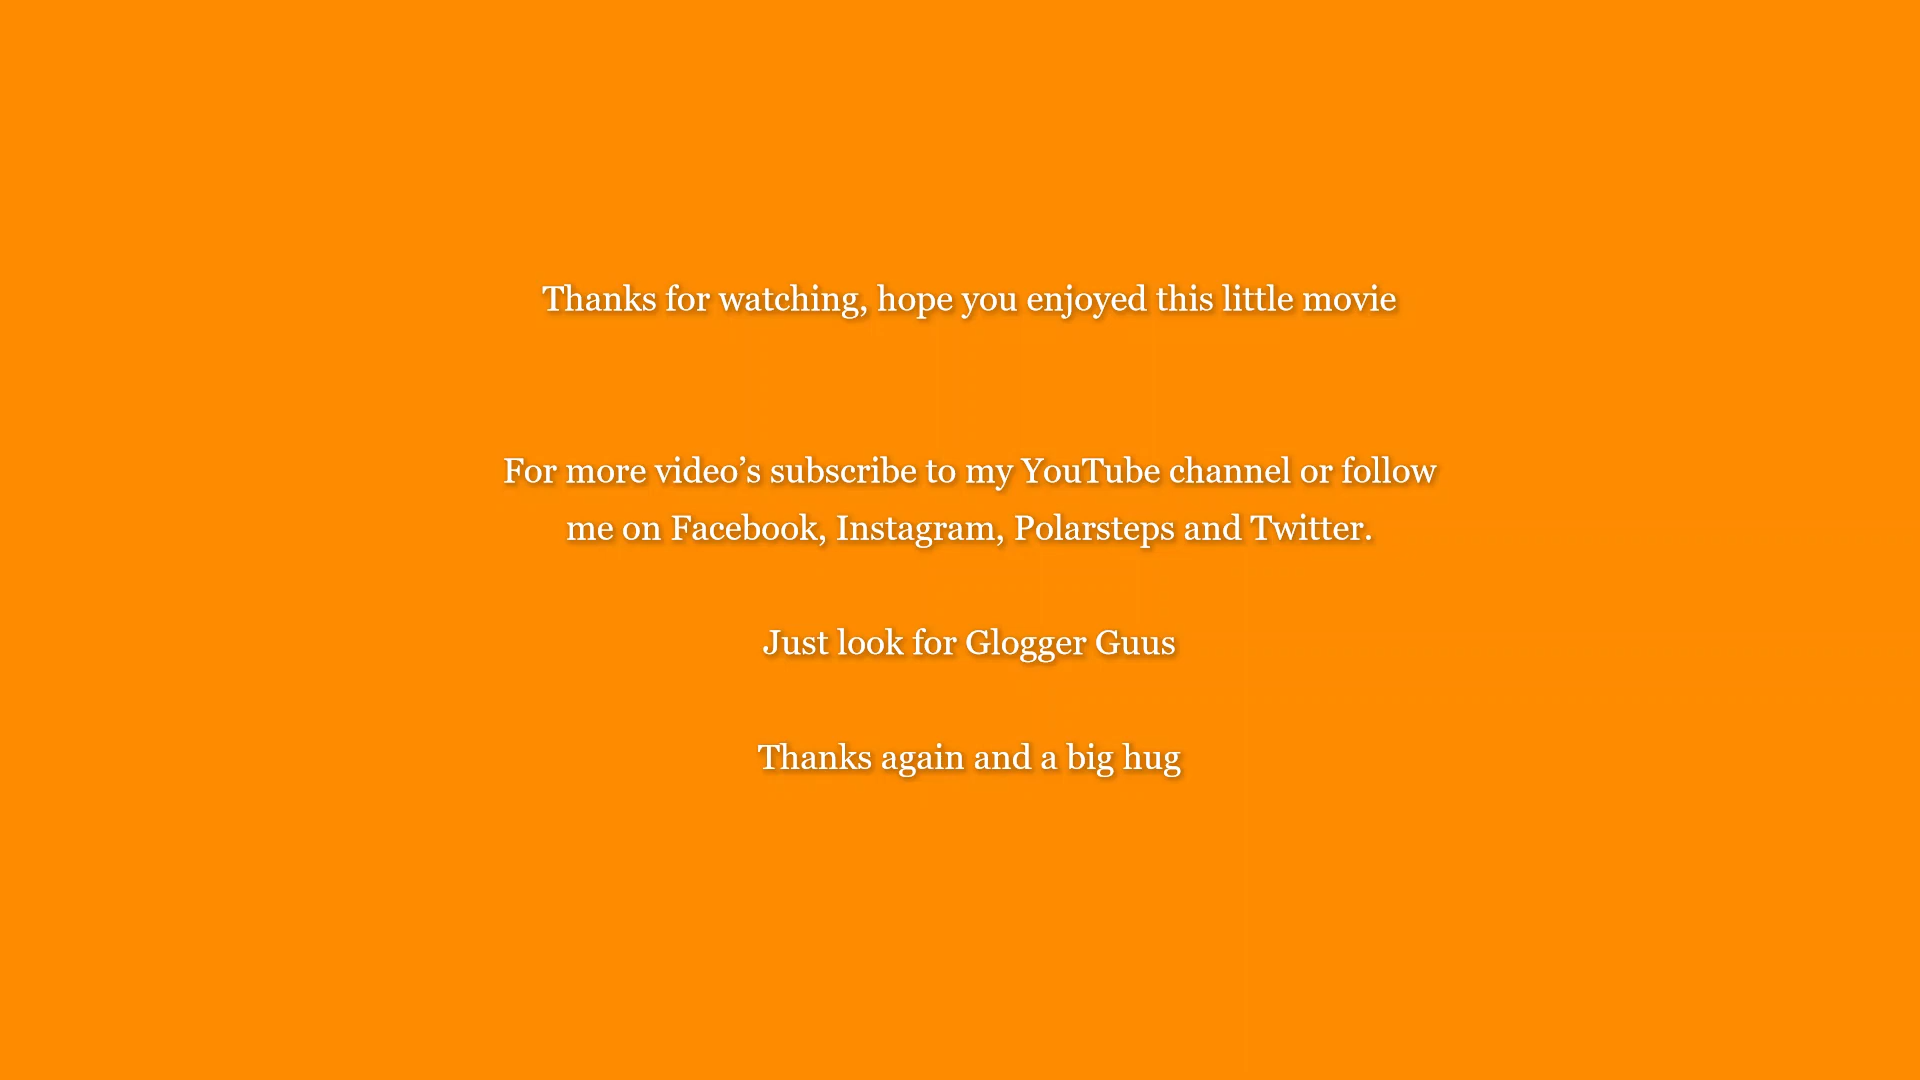 Thanks for watching, hope you enjoyed this little movie
For more video’s subscribe to my YouTube channel or follow
me on Facebook, Instagram, Polarsteps and Twitter.
Just look for Glogger Guus
Thanks again and a big hug